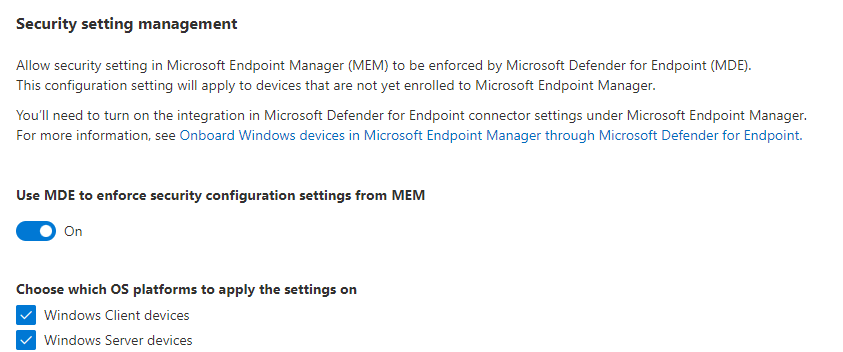 Security setting management
Allow security setting in Microsoft Endpoint Manager (MEM) to be enforced by Microsoft Defender for Endpoint (MDE).
This configuration setting will apply to devices that are not yet enrolled to Microsoft Endpoint Manager.
You'll need to turn on the integration in Microsoft Defender for Endpoint connector settings under Microsoft Endpoint Manager.
For more information, see Onboard Windows devices in Microsoft Endpoint Manager through Microsoft Defender for Endpoint.
Use MDE to enforce security configuration settings from MEM
On
Choose which OS platforms to apply the settings on
Windows Client devices
Windows Server devices